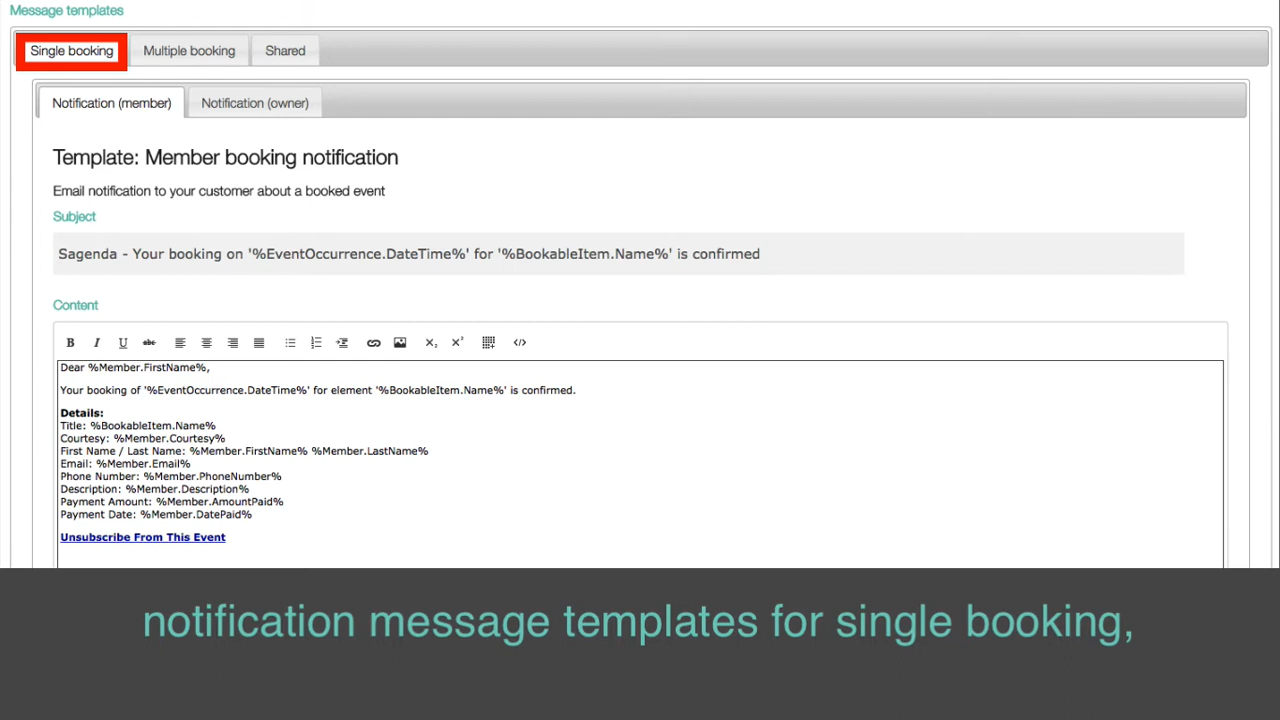 Message templates
Single booking
Multiple booking
Shared
Notification (member)
Notification (owner)
Template: Member booking notification
Email notification to your customer about a booked event
Subject
Sagenda - Your booking on '%EventOccurrence.DateTime%' for '%BookableItem.Name%' is confirmed
Content
B I U abc X₂ X² </>
Dear %Member.FirstName%,
Your booking of '%EventOccurrence.DateTime%' for element '%BookableItem.Name%' is confirmed.
Details:
Title: %BookableItem.Name%
Courtesy: %Member.Courtesy%
First Name / Last Name: %Member.FirstName% %Member.LastName%
Email: %Member.Email%
Phone Number: %Member.PhoneNumber%
Description: %Member.Description%
Payment Amount: %Member.AmountPaid%
Payment Date: %Member.DatePaid%
Unsubscribe From This Event
notification message templates for single booking,